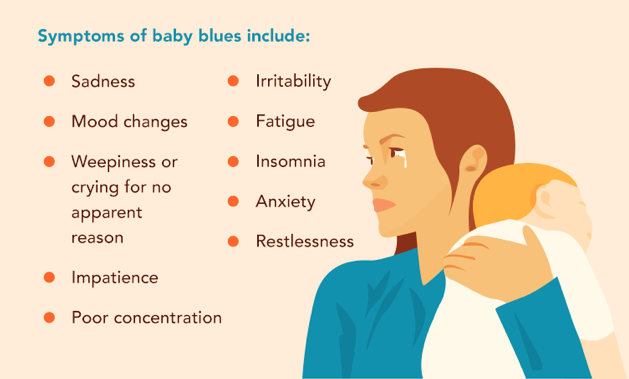 Symptoms of baby blues include:
Sadness
Mood changes
Weepiness or
crying for no
apparent
reason
Impatience
Poor concentration
Irritability
Fatigue
Insomnia
Anxiety
Restlessness